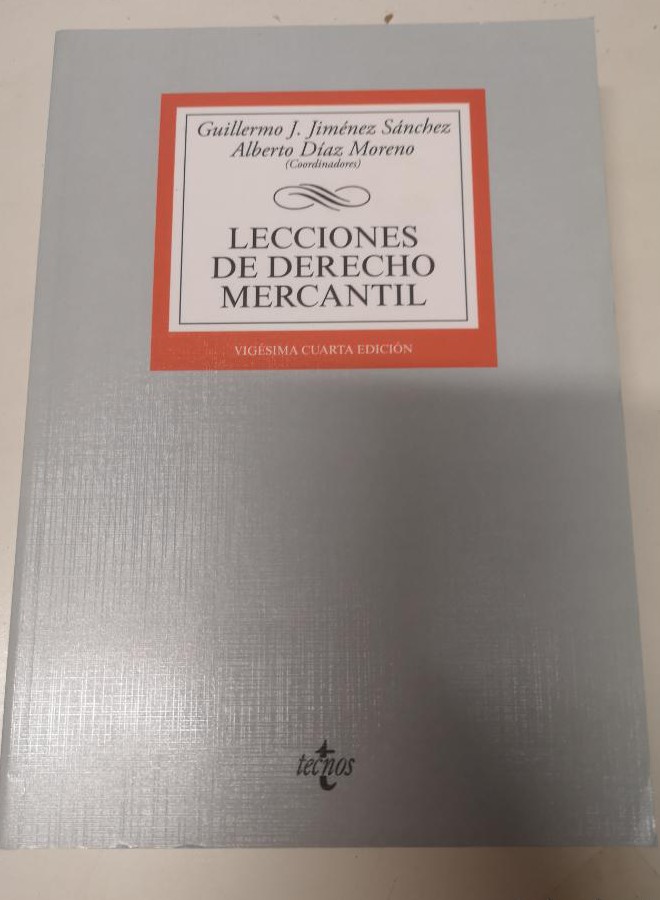 Guillermo J. Jiménez Sánchez
Alberto Díaz Moreno
(Coordinadores)
LECCIONES
DE DERECHO
MERCANTIL
VIGÉSIMA CUARTA EDICIÓN
tecnos